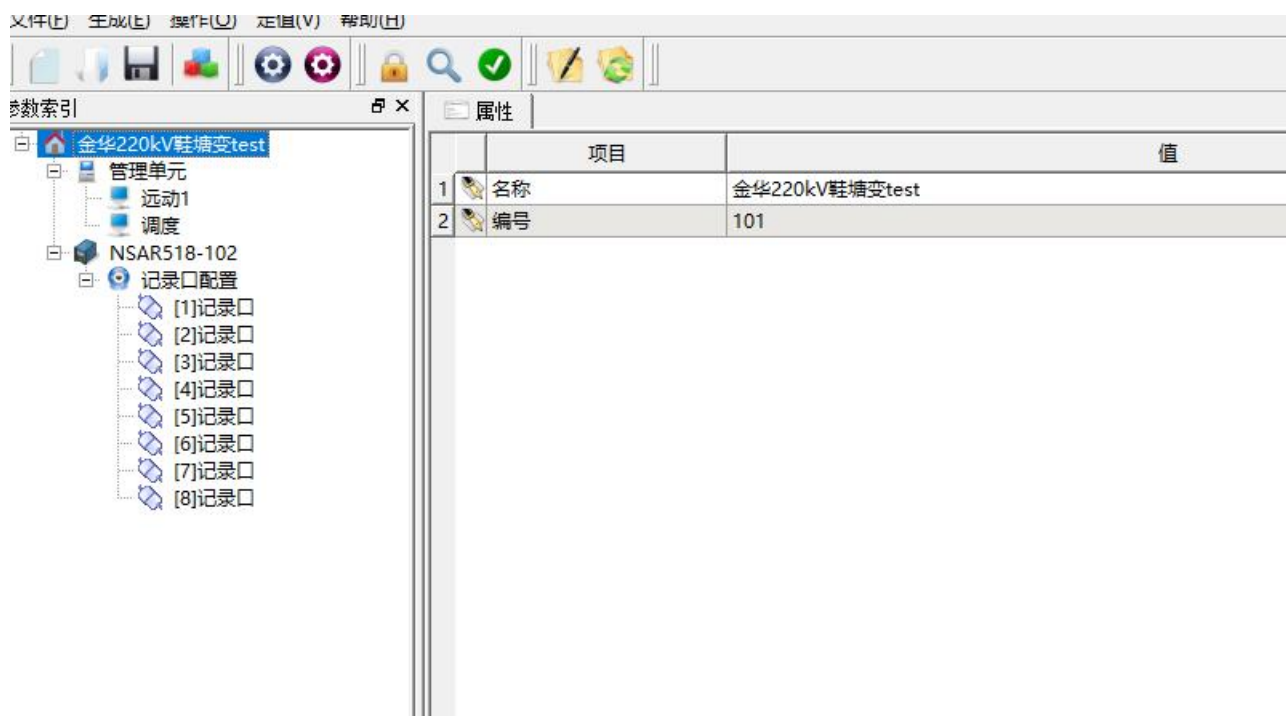 文件(F) 生成(E) 操作(O) 定值(V) 帮助(H)
参数索引
属性
金华220kV鞋塘变test
管理单元
远动1
调度
NSAR518-102
记录口配置
[1]记录口
[2]记录口
[3]记录口
[4]记录口
[5]记录口
[6]记录口
[7]记录口
[8]记录口
项目 值
1 名称 金华220kV鞋塘变test
2 编号 101